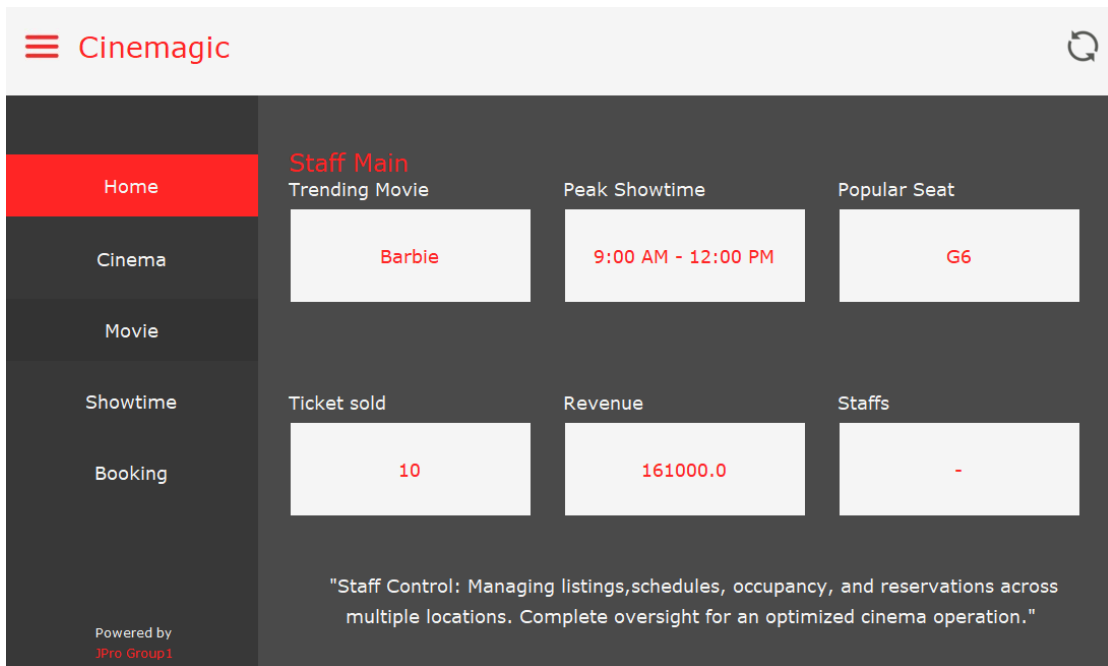 Cinemagic
Home
Cinema
Movie
Showtime
Booking
Powered by
JPro Group1
Staff Main
Trending Movie
Barbie
Peak Showtime
9:00 AM - 12:00 PM
Popular Seat
G6
Ticket sold
10
Revenue
161000.0
Staffs
-
"Staff Control: Managing listings,schedules, occupancy, and reservations across
multiple locations. Complete oversight for an optimized cinema operation."